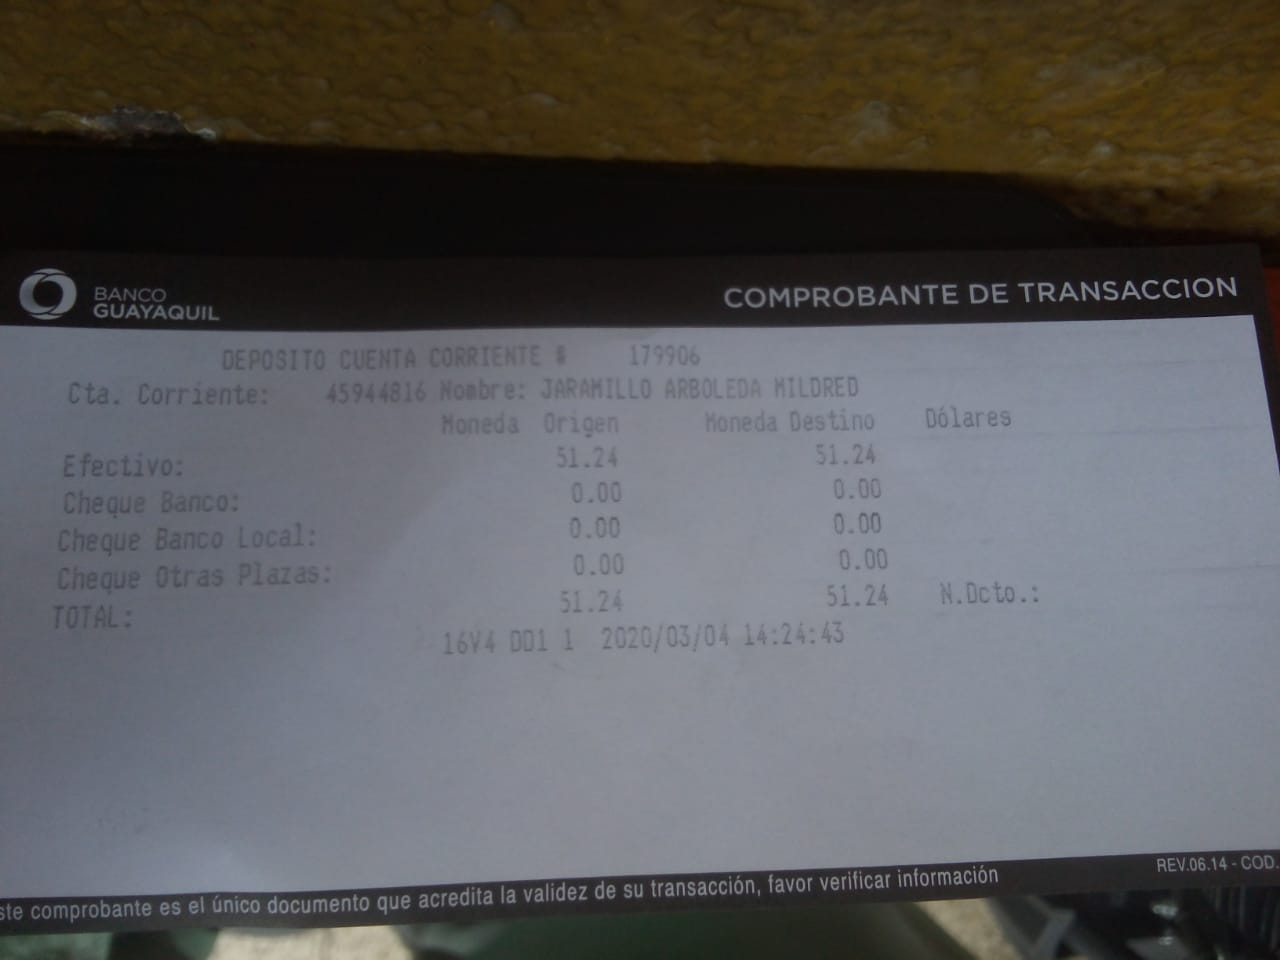 BANCO
GUAYAQUIL
COMPROBANTE DE TRANSACCION
DEPOSITO CUENTA CORRIENTE # 179906
Cta. Corriente: 45944816 Nombre: JARAMILLO ARBOLEDA MILDRED
Moneda Origen Moneda Destino Dólares
Efectivo: 51.24 51.24
Cheque Banco: 0.00 0.00
Cheque Banco Local: 0.00 0.00
Cheque Otras Plazas: 0.00 0.00
TOTAL: 51.24 51.24 N.Dcto.:
16V4 DD1 1 2020/03/04 14:24:43
REV.06.14 - COD.
ste comprobante es el único documento que acredita la validez de su transacción, favor verificar información